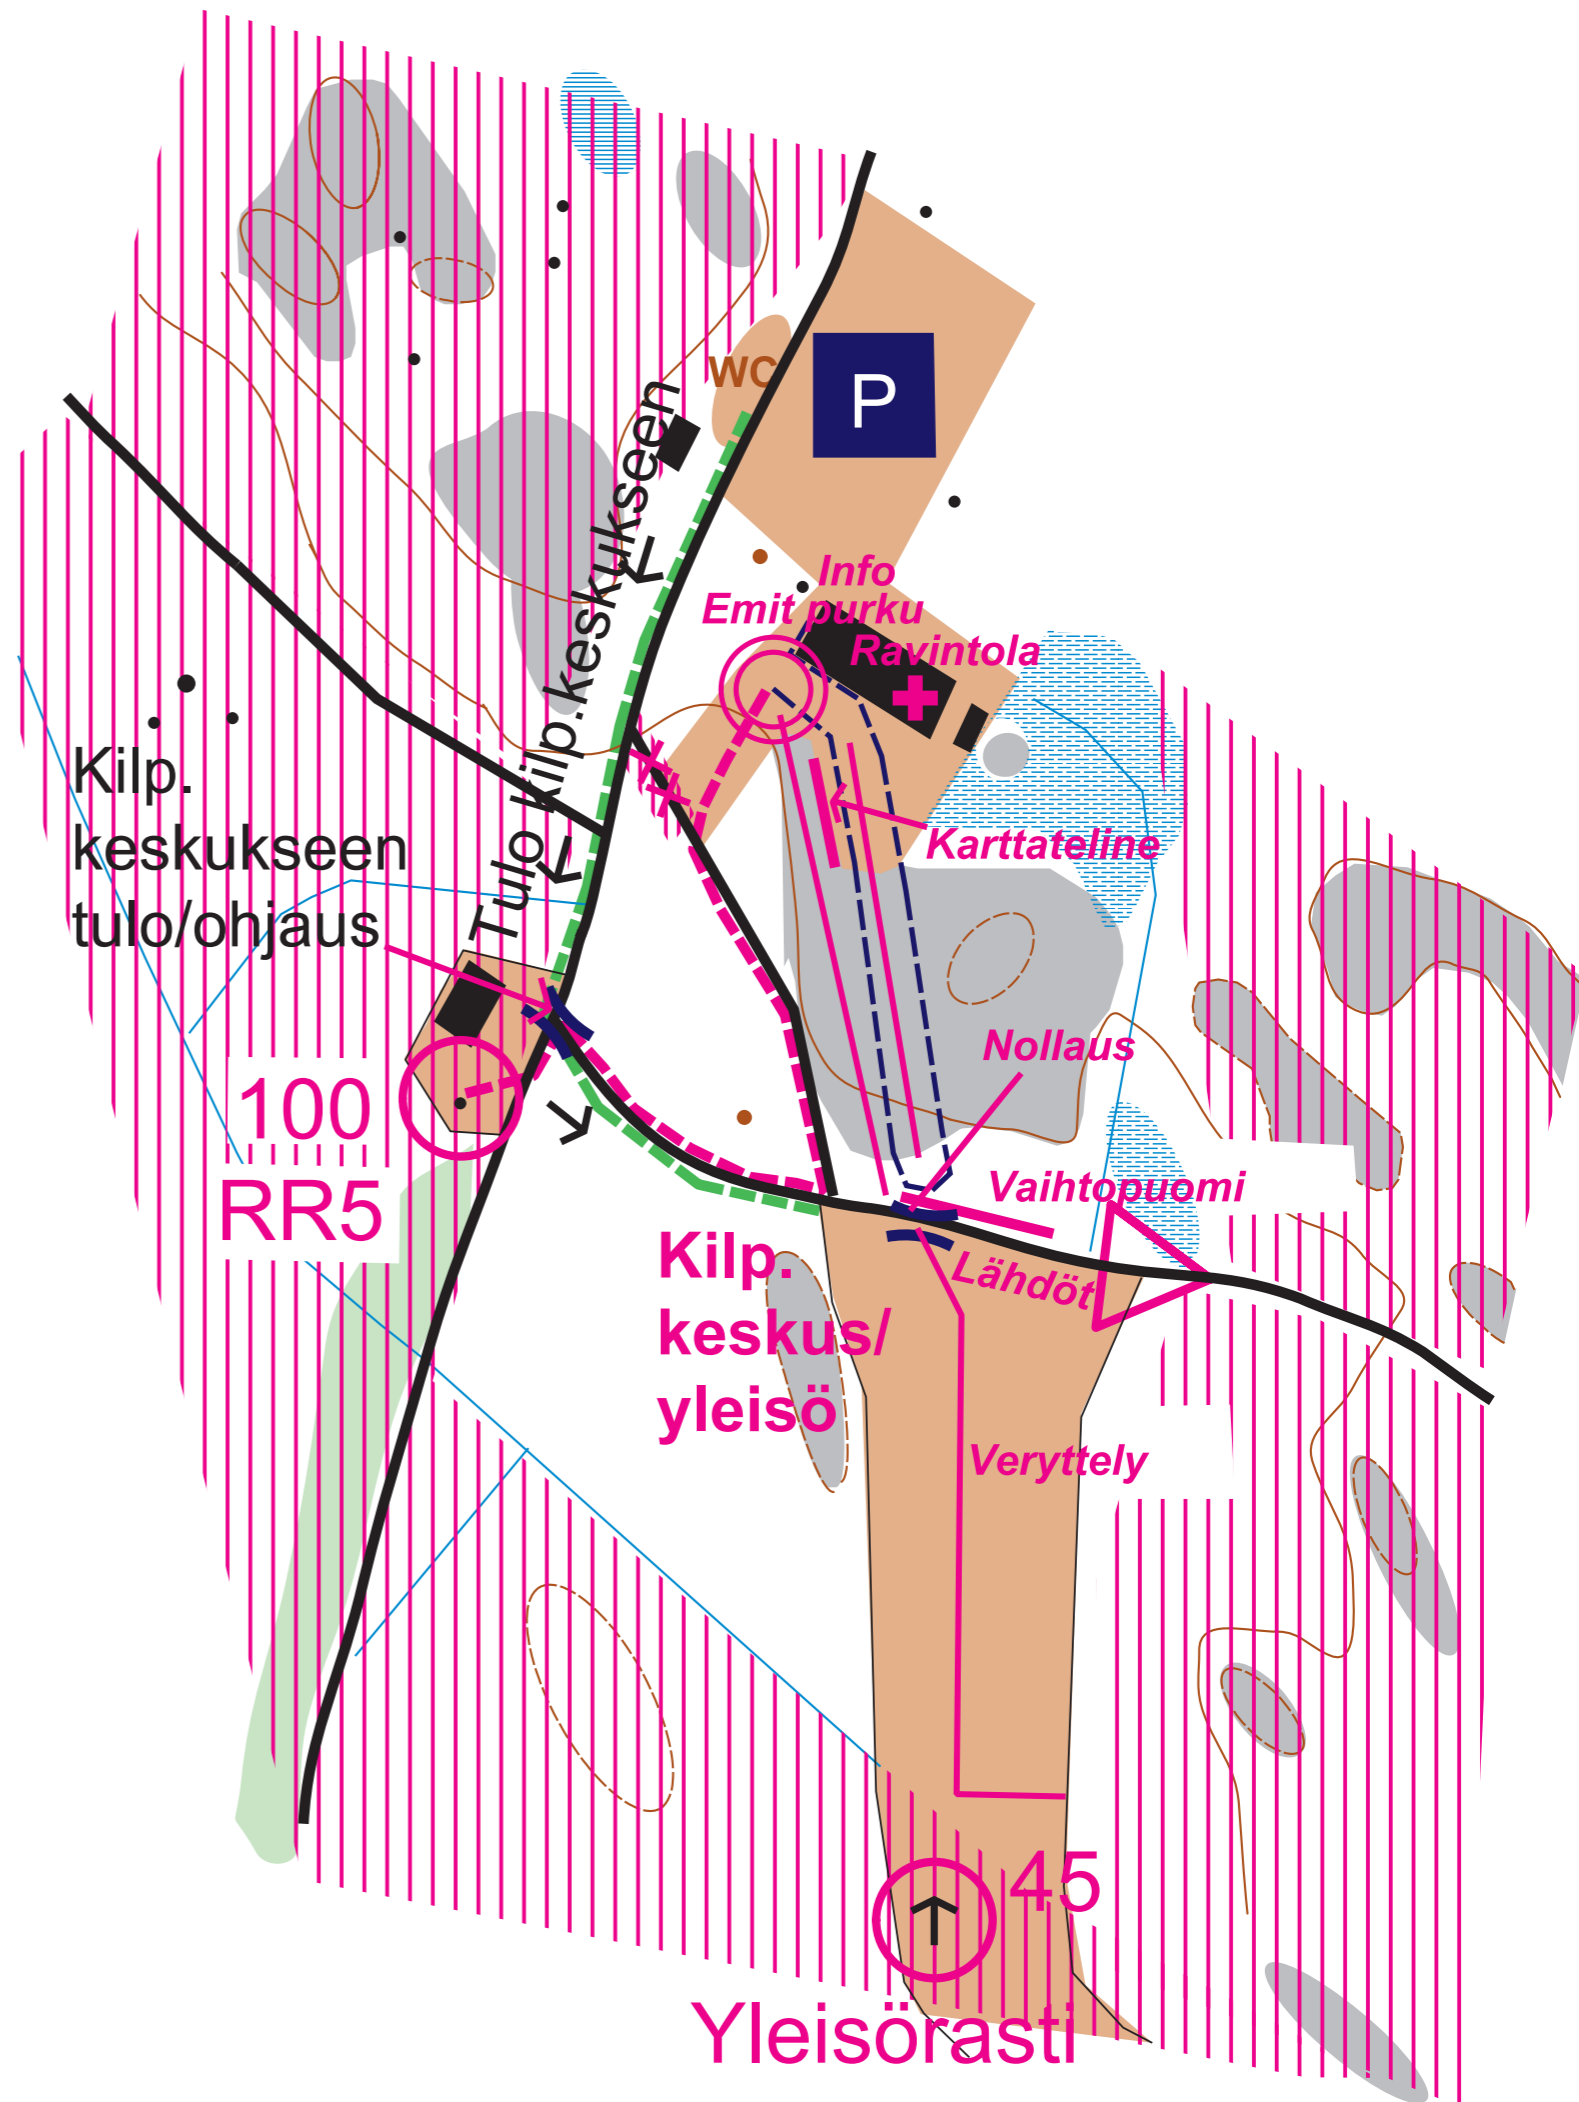 WC
P
Tulo kilp.keskukseen
Info
Emit purku
Ravintola
Karttateline
Kilp.
keskukseen
tulo/ohjaus
Nollaus
100
RR5
Vaihtopuomi
Lähdöt
Kilp.
keskus/
yleisö
Veryttely
45
Yleisörasti